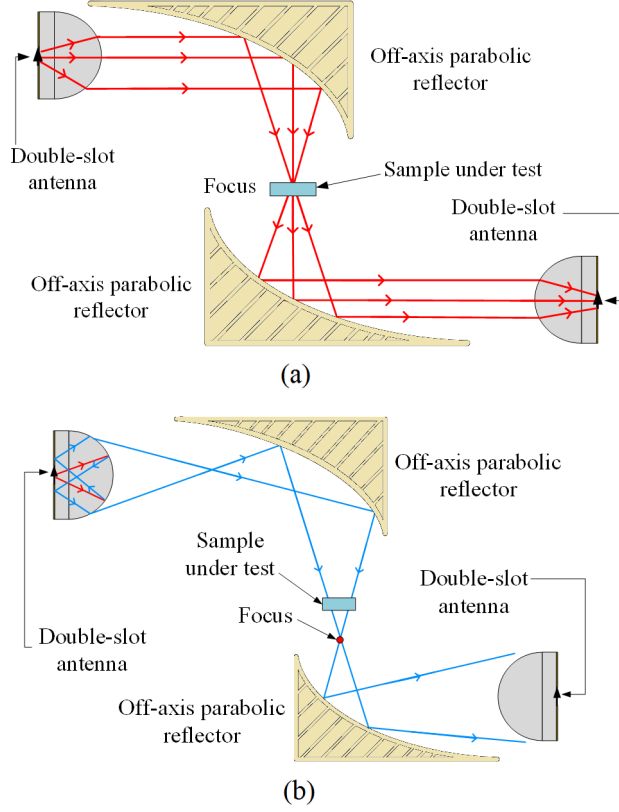 Off-axis parabolic
reflector
Double-slot
antenna
Focus
Sample under test
Double-slot
antenna
Off-axis parabolic
reflector
(a)
Off-axis parabolic
reflector
Sample
under test
Double-slot
antenna
Focus
Double-slot
antenna
Off-axis parabolic
reflector
(b)